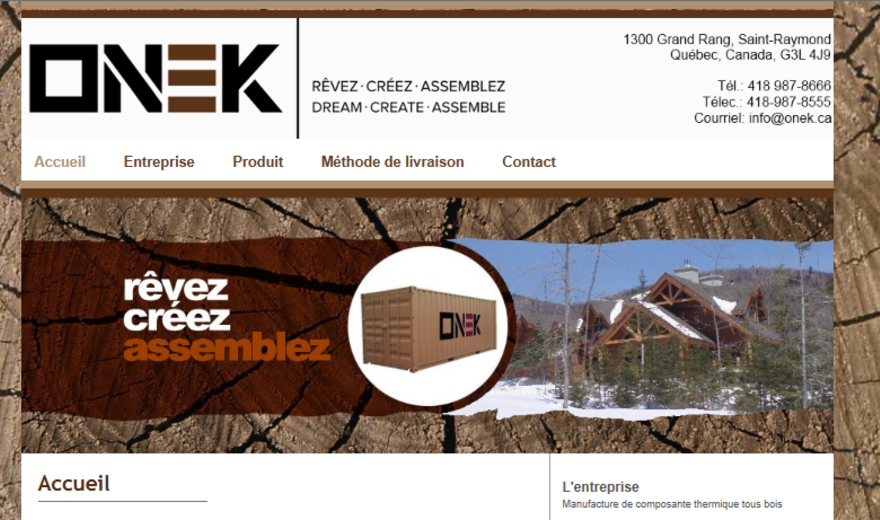 ONEK
RÊVEZ · CRÉEZ · ASSEMBLEZ
DREAM · CREATE · ASSEMBLE
1300 Grand Rang, Saint-Raymond
Québec, Canada, G3L 4J9
Tél.: 418 987-8666
Téléc.: 418-987-8555
Courriel: info@onek.ca
Accueil
Entreprise
Produit
Méthode de livraison
Contact
rêvez
créez
assemblez
ONEK
Accueil
L'entreprise
Manufacture de composante thermique tous bois